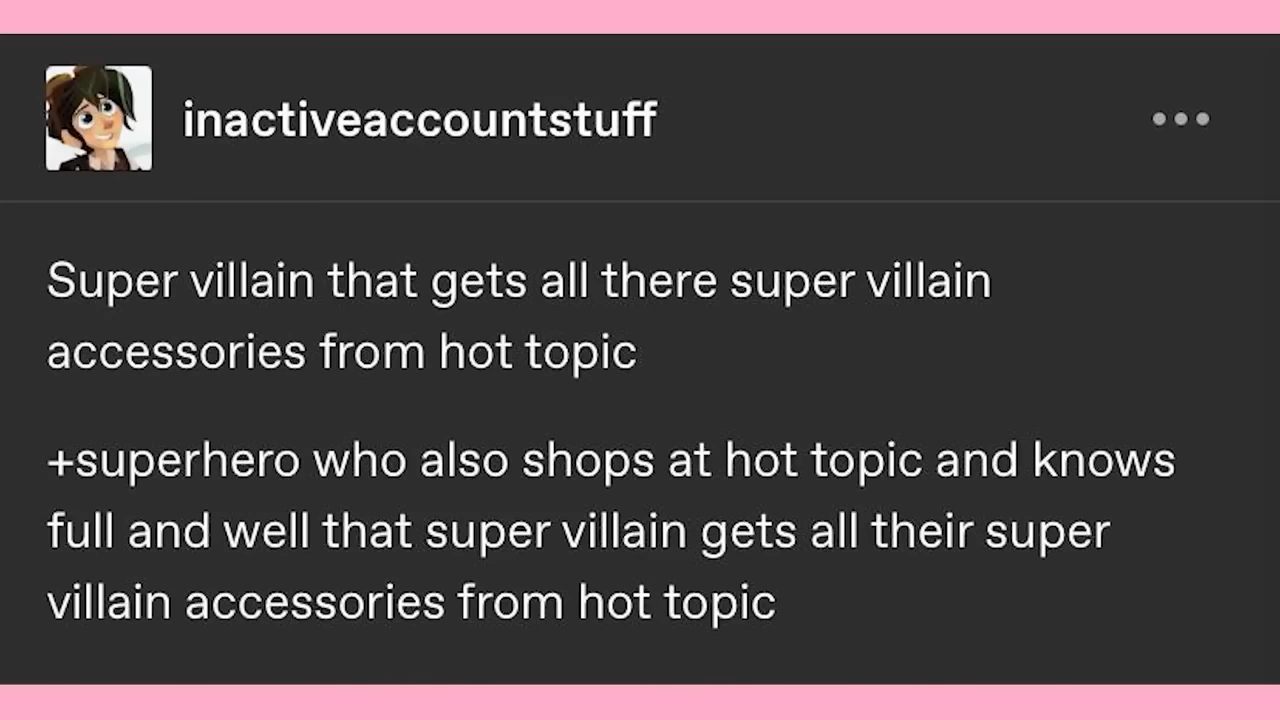 inactiveaccountstuff
Super villain that gets all there super villain
accessories from hot topic
+superhero who also shops at hot topic and knows
full and well that super villain gets all their super
villain accessories from hot topic